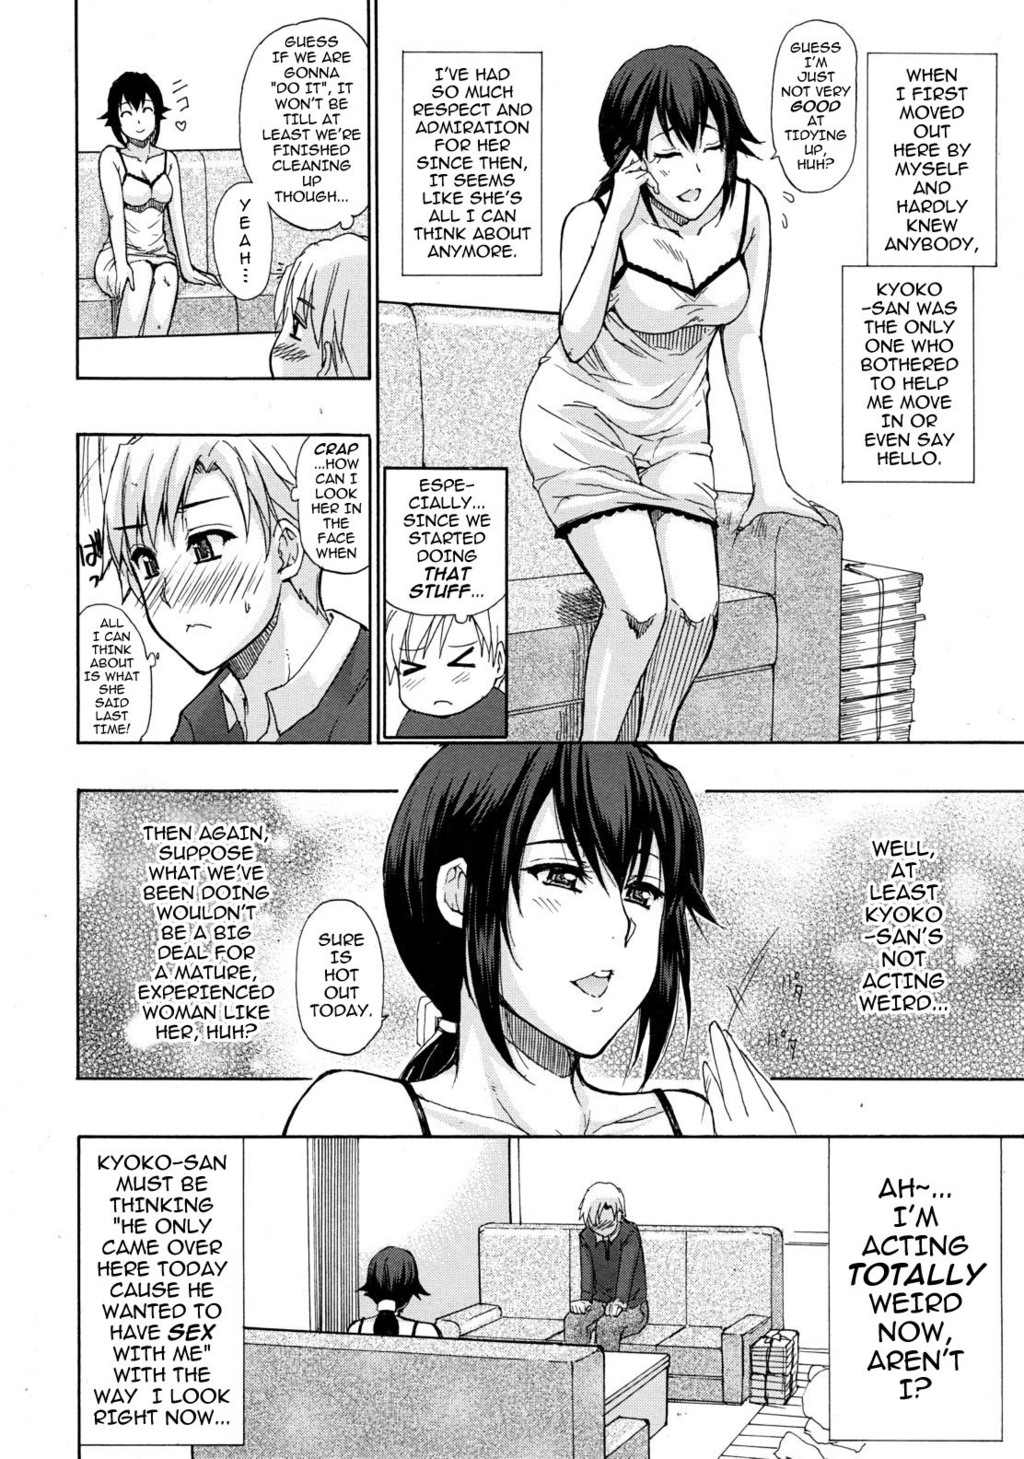 WHEN
I FIRST
MOVED
OUT
HERE BY
MYSELF
AND
HARDLY
KNEW
ANYBODY,
KYOKO
-SAN WAS
THE ONLY
ONE WHO
BOTHERED
TO HELP
ME MOVE
IN OR
EVEN SAY
HELLO.
GUESS
I'M
JUST
NOT VERY
GOOD
AT
TIDYING
UP,
HUH?
I'VE HAD
SO MUCH
RESPECT AND
ADMIRATION
FOR HER
SINCE THEN,
IT SEEMS
LIKE SHE'S
ALL I CAN
THINK ABOUT
ANYMORE.
ESPE-
CIALLY...
SINCE WE
STARTED
DOING
THAT
STUFF...
GUESS
IF WE ARE
GONNA
"DO IT", IT
WON'T BE
TILL AT
LEAST WE'RE
FINISHED
CLEANING
UP
THOUGH...
YEAH...
ニコ
CRAP
...HOW
CAN I
LOOK
HER IN
THE
FACE
WHEN
ばっ
ALL
I CAN
THINK
ABOUT
IS WHAT
SHE
SAID
LAST
TIME!
WELL,
AT
LEAST
KYOKO
-SAN'S
NOT
ACTING
WEIRD...
SURE
IS
HOT
OUT
TODAY.
THEN AGAIN,
SUPPOSE
WHAT WE'VE
BEEN DOING
WOULDN'T
BE A BIG
DEAL FOR
A MATURE,
EXPERIENCED
WOMAN LIKE
HER, HUH?
AH~...
I'M
ACTING
TOTALLY
WEIRD
NOW,
AREN'T
I?
KYOKO-SAN
MUST BE
THINKING
"HE ONLY
CAME OVER
HERE TODAY
CAUSE HE
WANTED TO
HAVE SEX
WITH ME"
WITH THE
WAY I LOOK
RIGHT NOW...